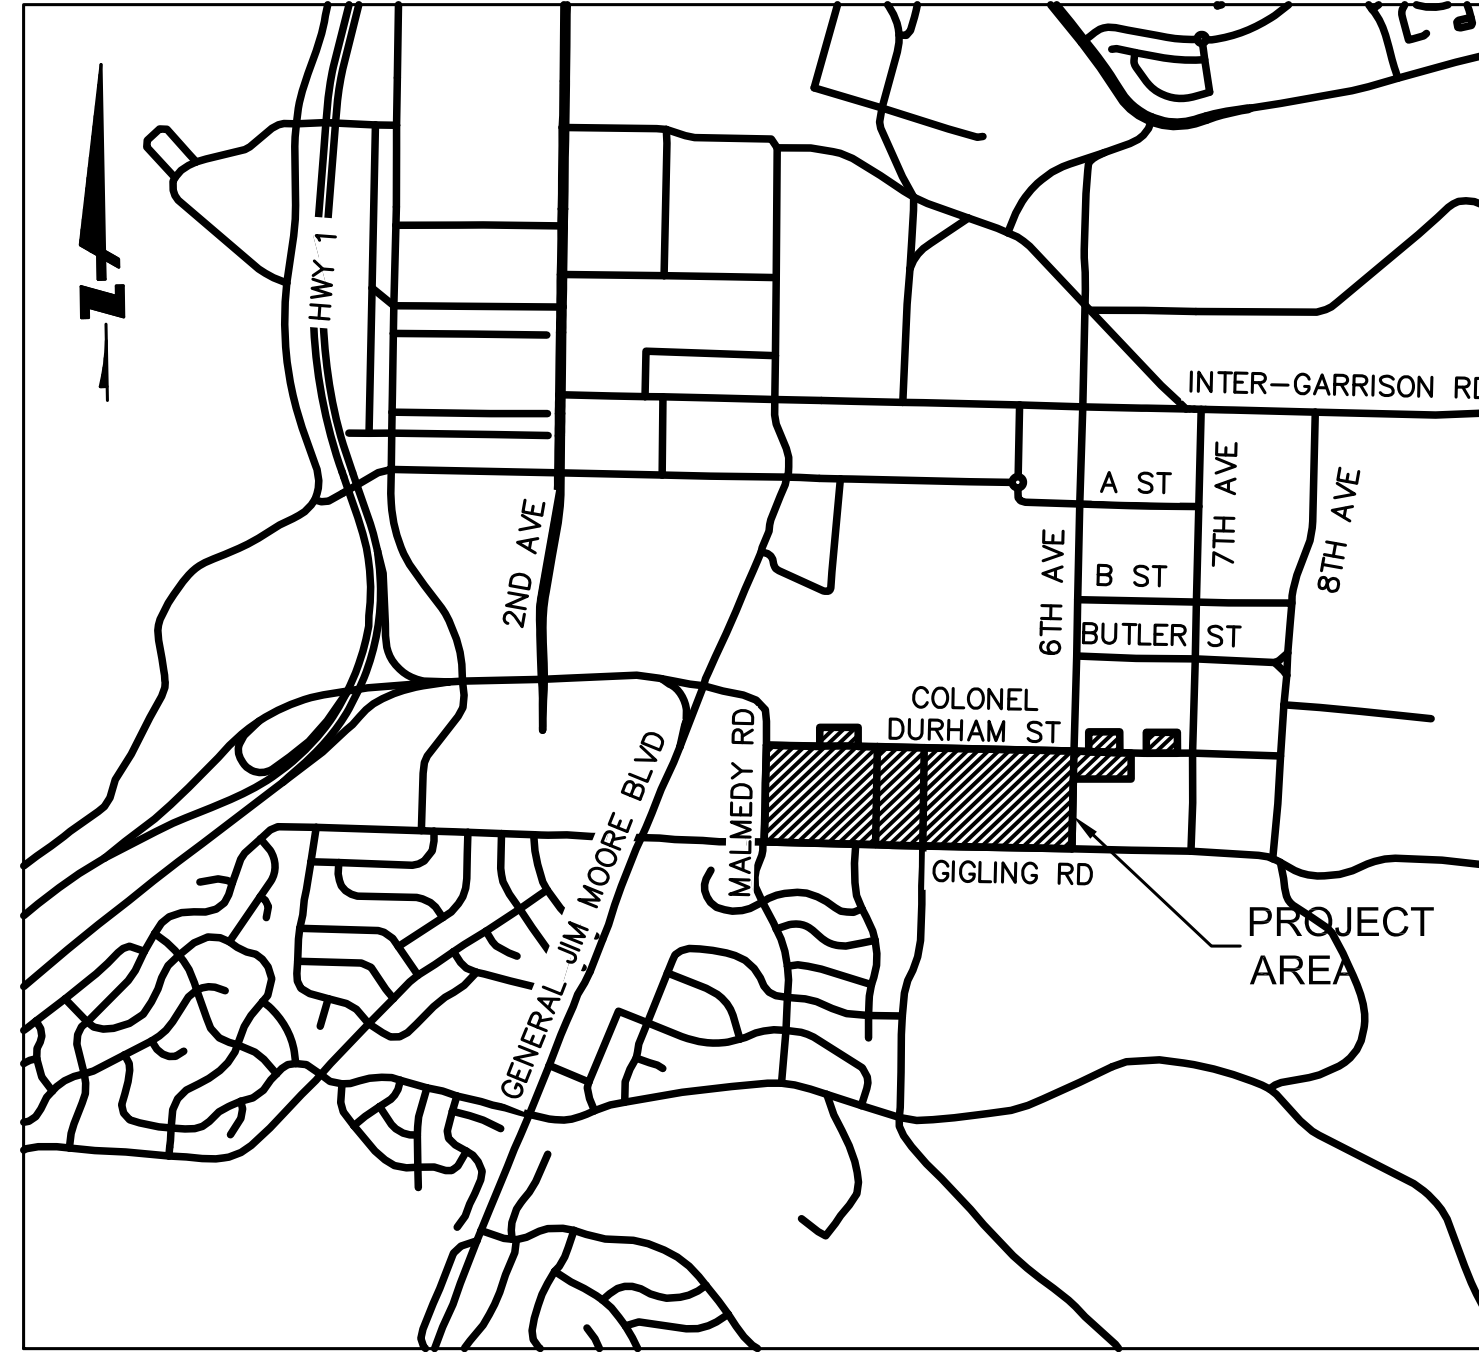 N
HWY 1
INTER-GARRISON RD
A ST
7TH AVE
8TH AVE
2ND AVE
6TH AVE
B ST
BUTLER ST
COLONEL
DURHAM ST
MALMEDY RD
GENERAL JIM MOORE BLVD
GIGLING RD
PROJECT
AREA